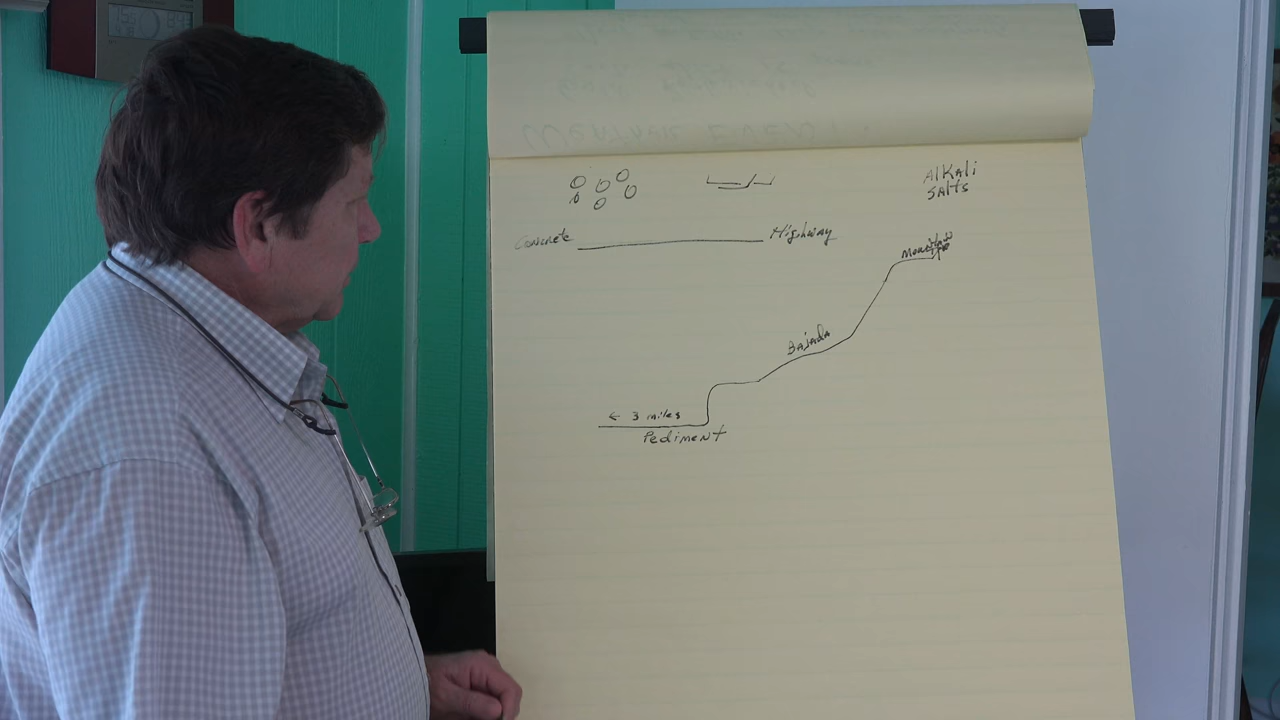 Alkali
Salts
Concrete
Highway
Bajada
← 3 miles
Pediment